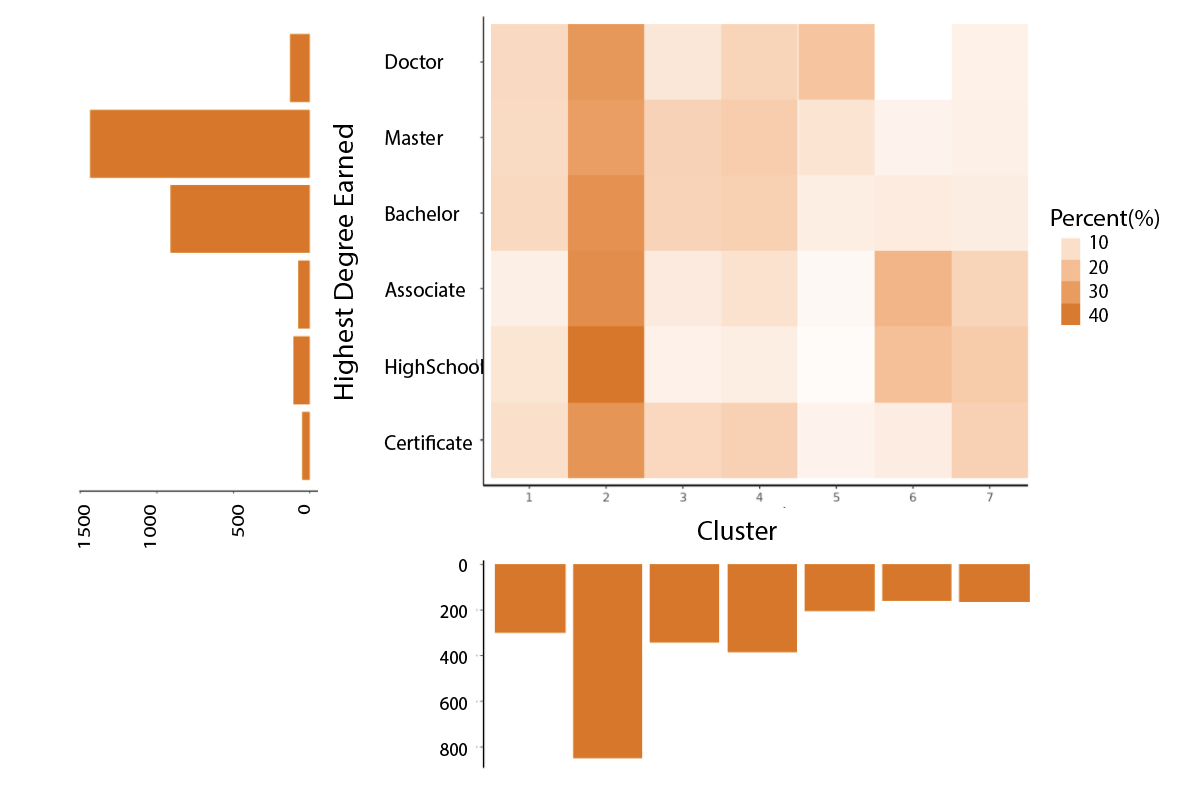 Doctor
Master
Bachelor
Associate
HighSchool
Certificate
Highest Degree Earned
1500 1000 500 0
1 2 3 4 5 6 7
Cluster
Percent(%)
10
20
30
40
0
200
400
600
800